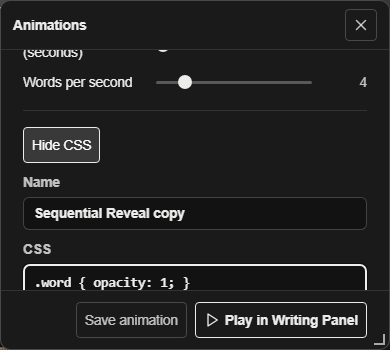 Animations
(seconds)
Words per second 4
Hide CSS
Name
Sequential Reveal copy
CSS
.word { opacity: 1; }
Save animation
Play in Writing Panel